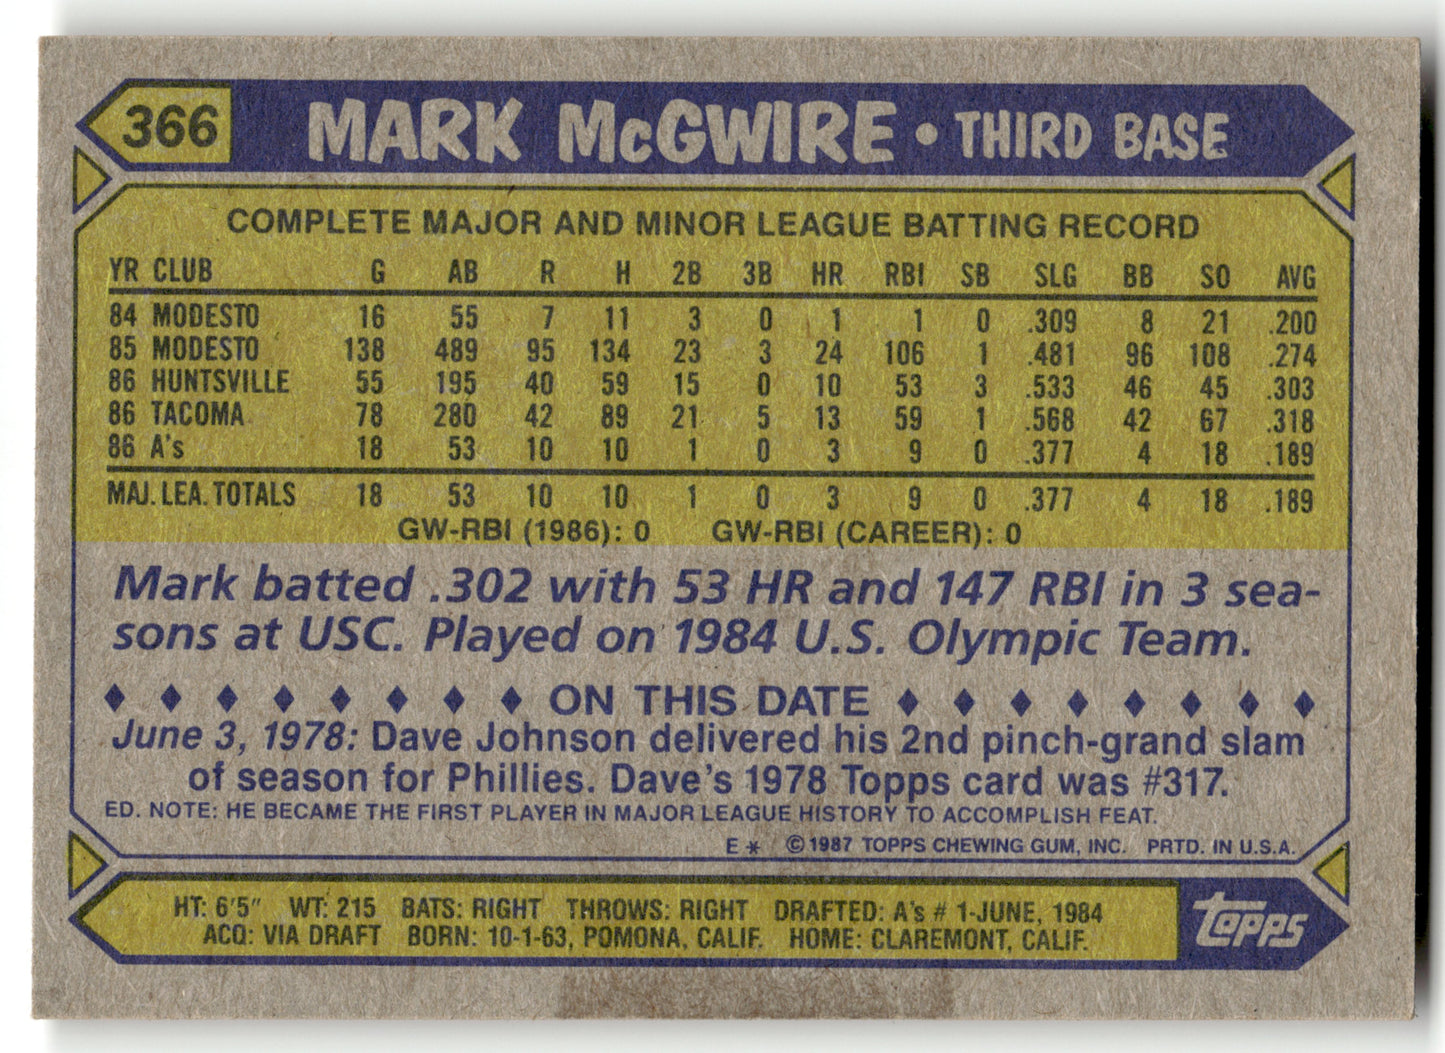 366 MARK McGWIRE • THIRD BASE
COMPLETE MAJOR AND MINOR LEAGUE BATTING RECORD
YR CLUB G AB R H 2B 3B HR RBI SB SLG BB SO AVG
84 MODESTO 16 55 7 11 3 0 1 1 0 .309 8 21 .200
85 MODESTO 138 489 95 134 23 3 24 106 1 .481 96 108 .274
86 HUNTSVILLE 55 195 40 59 15 0 10 53 3 .533 46 45 .303
86 TACOMA 78 280 42 89 21 5 13 59 1 .568 42 67 .318
86 A's 18 53 10 10 1 0 3 9 0 .377 4 18 .189
MAJ. LEA. TOTALS 18 53 10 10 1 0 3 9 0 .377 4 18 .189
GW-RBI (1986): 0 GW-RBI (CAREER): 0
Mark batted .302 with 53 HR and 147 RBI in 3 sea-
sons at USC. Played on 1984 U.S. Olympic Team.
♦ ♦ ♦ ♦ ♦ ♦ ♦ ♦ ON THIS DATE ♦ ♦ ♦ ♦ ♦ ♦ ♦ ♦
June 3, 1978: Dave Johnson delivered his 2nd pinch-grand slam
of season for Phillies. Dave's 1978 Topps card was #317.
ED. NOTE: HE BECAME THE FIRST PLAYER IN MAJOR LEAGUE HISTORY TO ACCOMPLISH FEAT.
E * © 1987 TOPPS CHEWING GUM, INC. PRTD. IN U.S.A.
HT: 6'5" WT: 215 BATS: RIGHT THROWS: RIGHT DRAFTED: A's # 1-JUNE, 1984
ACQ: VIA DRAFT BORN: 10-1-63, POMONA, CALIF. HOME: CLAREMONT, CALIF.
topps